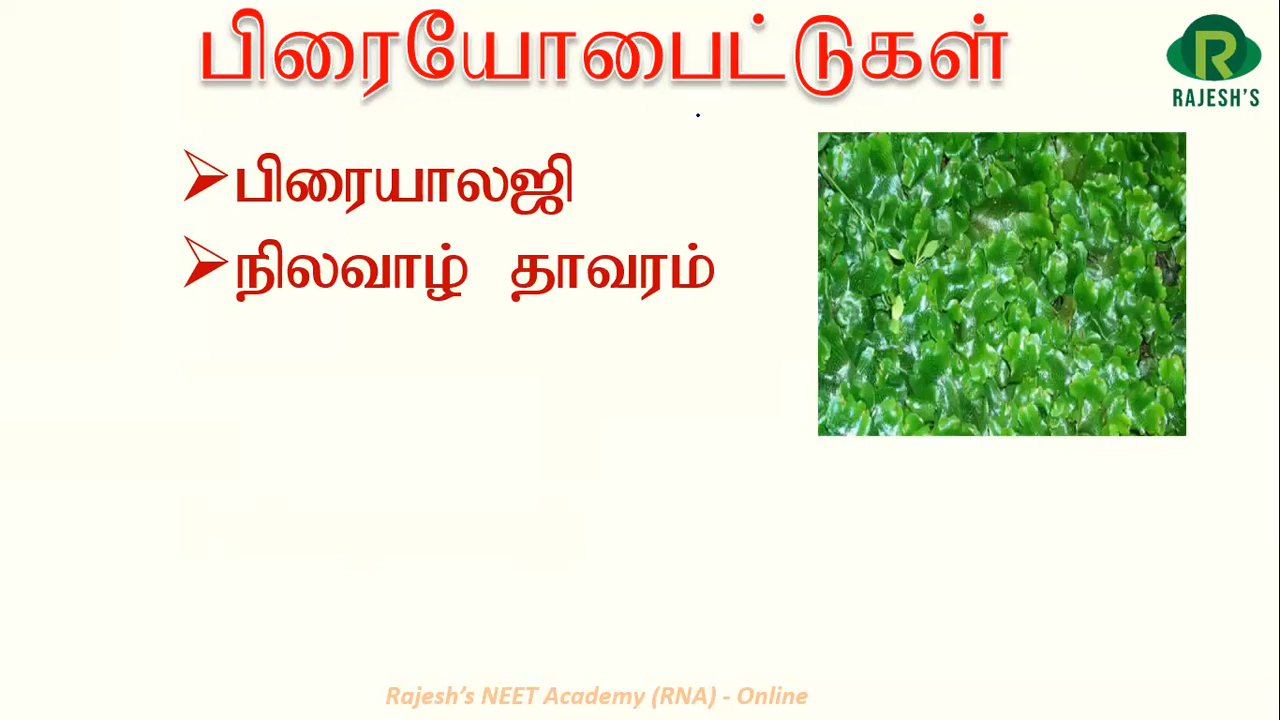 பிரையோபைட்டுகள்
R
RAJESH'S
➢பிரையாலஜி
➢நிலவாழ் தாவரம்
Rajesh's NEET Academy (RNA) - Online